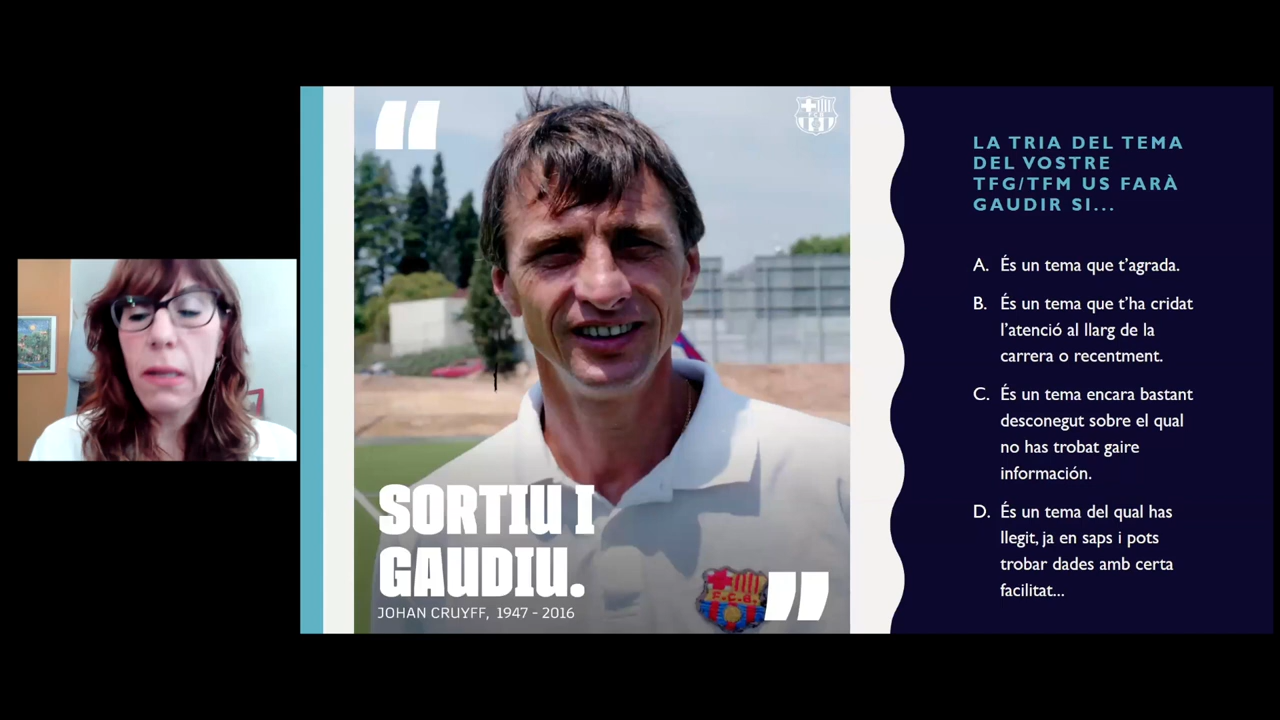 SORTIU I
GAUDIU.
JOHAN CRUYFF, 1947 - 2016
F.C.B.
LA TRIA DEL TEMA
DEL VOSTRE
TFG/TFM US FARÀ
GAUDIR SI...
A. És un tema que t’agrada.
B. És un tema que t’ha cridat
l’atenció al llarg de la
carrera o recentment.
C. És un tema encara bastant
desconegut sobre el qual
no has trobat gaire
información.
D. És un tema del qual has
llegit, ja en saps i pots
trobar dades amb certa
facilitat...